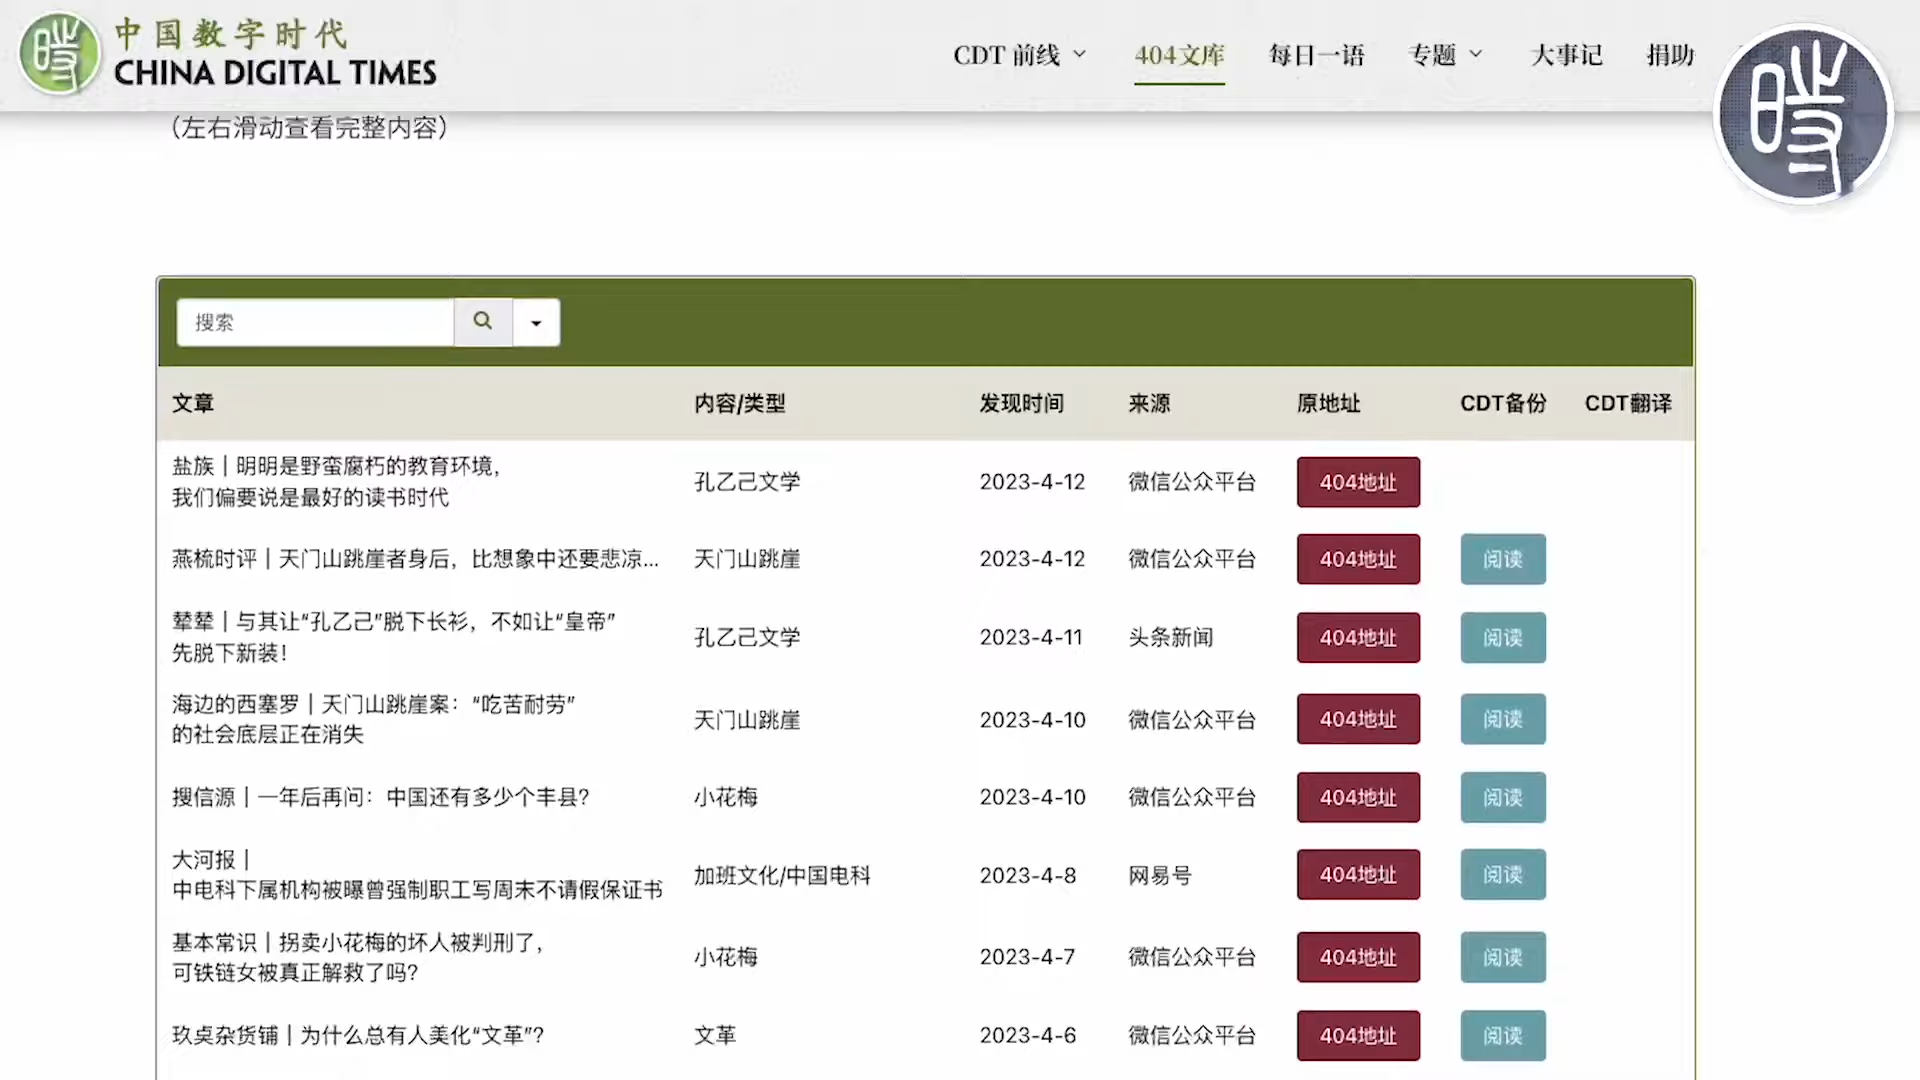 中国数字时代
CHINA DIGITAL TIMES
CDT 前线
404文库
每日一语
专题
大事记
捐助
（左右滑动查看完整内容）
搜索
文章 内容/类型 发现时间 来源 原地址 CDT备份 CDT翻译
盐族｜明明是野蛮腐朽的教育环境，
我们偏要说是最好的读书时代
孔乙己文学 2023-4-12 微信公众平台 404地址
燕梳时评｜天门山跳崖者身后，比想象中还要悲凉... 天门山跳崖 2023-4-12 微信公众平台 404地址 阅读
辇辇｜与其让“孔乙己”脱下长衫，不如让“皇帝”
先脱下新装！
孔乙己文学 2023-4-11 头条新闻 404地址 阅读
海边的西塞罗｜天门山跳崖案：“吃苦耐劳”
的社会底层正在消失
天门山跳崖 2023-4-10 微信公众平台 404地址 阅读
搜信源｜一年后再问：中国还有多少个丰县？ 小花梅 2023-4-10 微信公众平台 404地址 阅读
大河报｜
中电科下属机构被曝曾强制职工写周末不请假保证书
加班文化/中国电科 2023-4-8 网易号 404地址 阅读
基本常识｜拐卖小花梅的坏人被判刑了，
可铁链女被真正解救了吗？
小花梅 2023-4-7 微信公众平台 404地址 阅读
玖奌杂货铺｜为什么总有人美化“文革”？ 文革 2023-4-6 微信公众平台 404地址 阅读